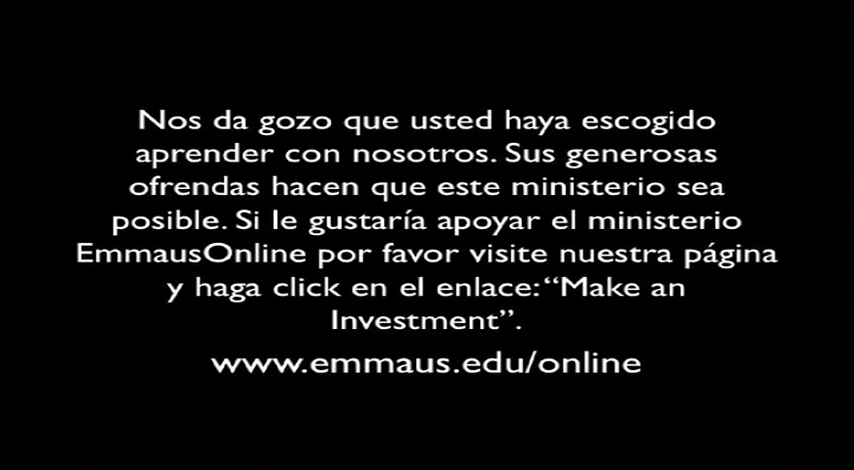 Nos da gozo que usted haya escogido
aprender con nosotros. Sus generosas
ofrendas hacen que este ministerio sea
posible. Si le gustaría apoyar el ministerio
EmmausOnline por favor visite nuestra página
y haga click en el enlace: “Make an
Investment”.
www.emmaus.edu/online